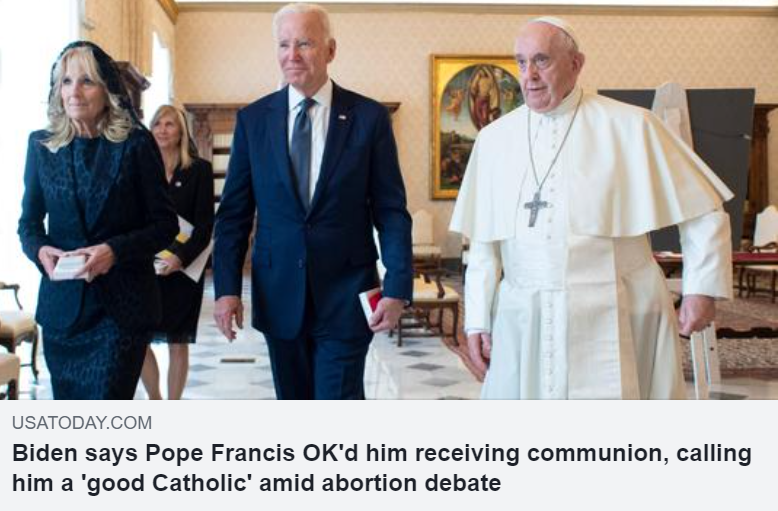 USATODAY.COM
Biden says Pope Francis OK'd him receiving communion, calling
him a 'good Catholic' amid abortion debate